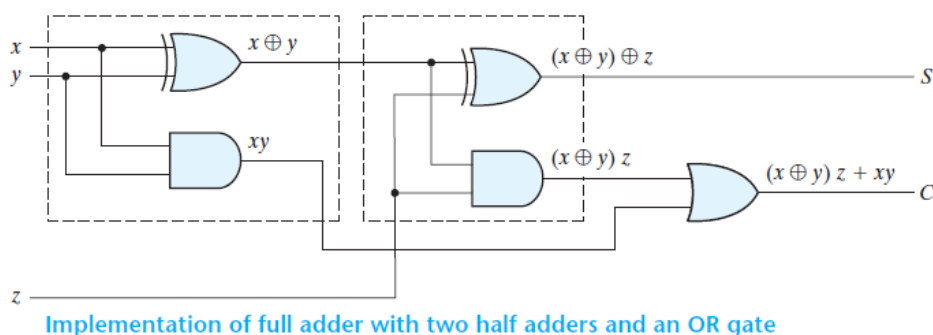 x
y
x ⊕ y
xy
(x ⊕ y) ⊕ z
S
(x ⊕ y) z
(x ⊕ y) z + xy
C
z
Implementation of full adder with two half adders and an OR gate